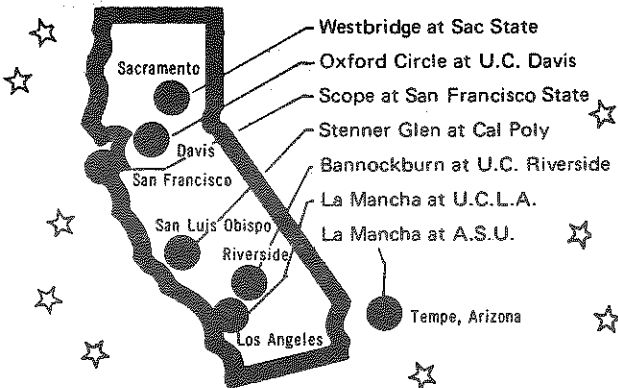 Westbridge at Sac State
Oxford Circle at U.C. Davis
Scope at San Francisco State
Stenner Glen at Cal Poly
Bannockburn at U.C. Riverside
La Mancha at U.C.L.A.
La Mancha at A.S.U.
Sacramento
Davis
San Francisco
San Luis Obispo
Riverside
Los Angeles
Tempe, Arizona